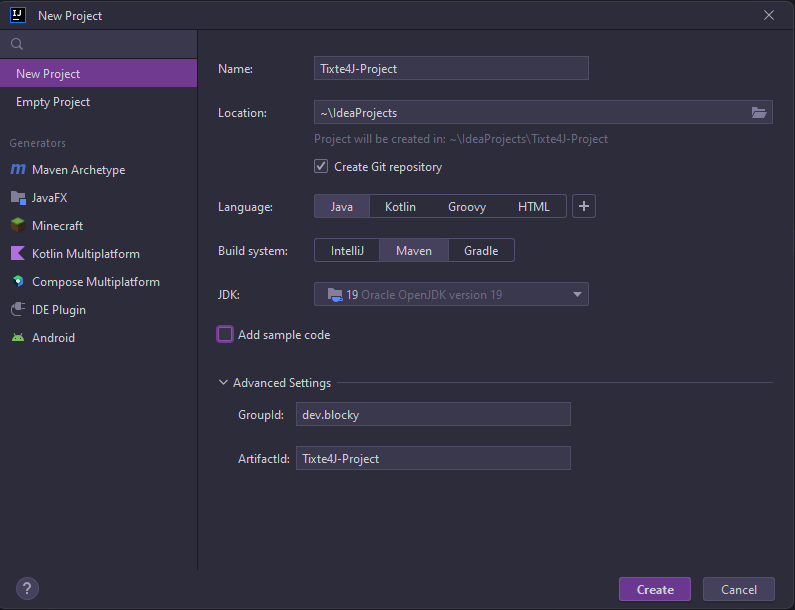 IJ
New Project
New Project
Empty Project
Generators
m Maven Archetype
JavaFX
Minecraft
Kotlin Multiplatform
Compose Multiplatform
IDE Plugin
Android
Name: Tixte4J-Project
Location: ~\IdeaProjects
Project will be created in: ~\IdeaProjects\Tixte4J-Project
Create Git repository
Language: Java Kotlin Groovy HTML +
Build system: IntelliJ Maven Gradle
JDK: 19 Oracle OpenJDK version 19
Add sample code
Advanced Settings
GroupId: dev.blocky
ArtifactId: Tixte4J-Project
? Create Cancel